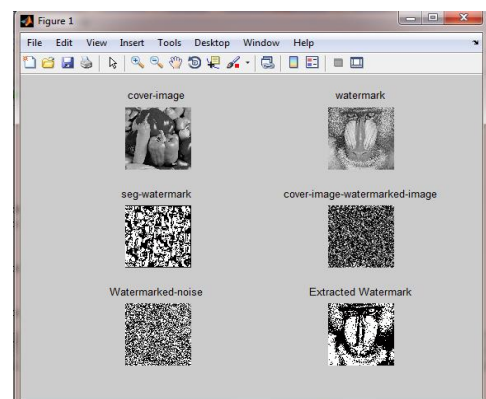 Figure 1
File Edit View Insert Tools Desktop Window Help
cover-image
watermark
seg-watermark
cover-image-watermarked-image
Watermarked-noise
Extracted Watermark